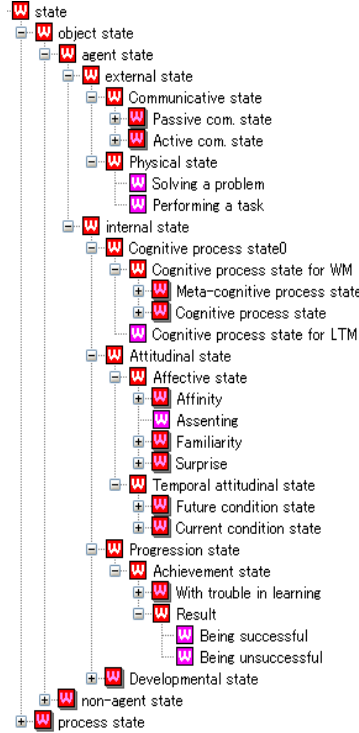 state
object state
agent state
external state
Communicative state
Passive com. state
Active com. state
Physical state
Solving a problem
Performing a task
internal state
Cognitive process state0
Cognitive process state for WM
Meta-cognitive process state
Cognitive process state
Cognitive process state for LTM
Attitudinal state
Affective state
Affinity
Assenting
Familiarity
Surprise
Temporal attitudinal state
Future condition state
Current condition state
Progression state
Achievement state
With trouble in learning
Result
Being successful
Being unsuccessful
Developmental state
non-agent state
process state